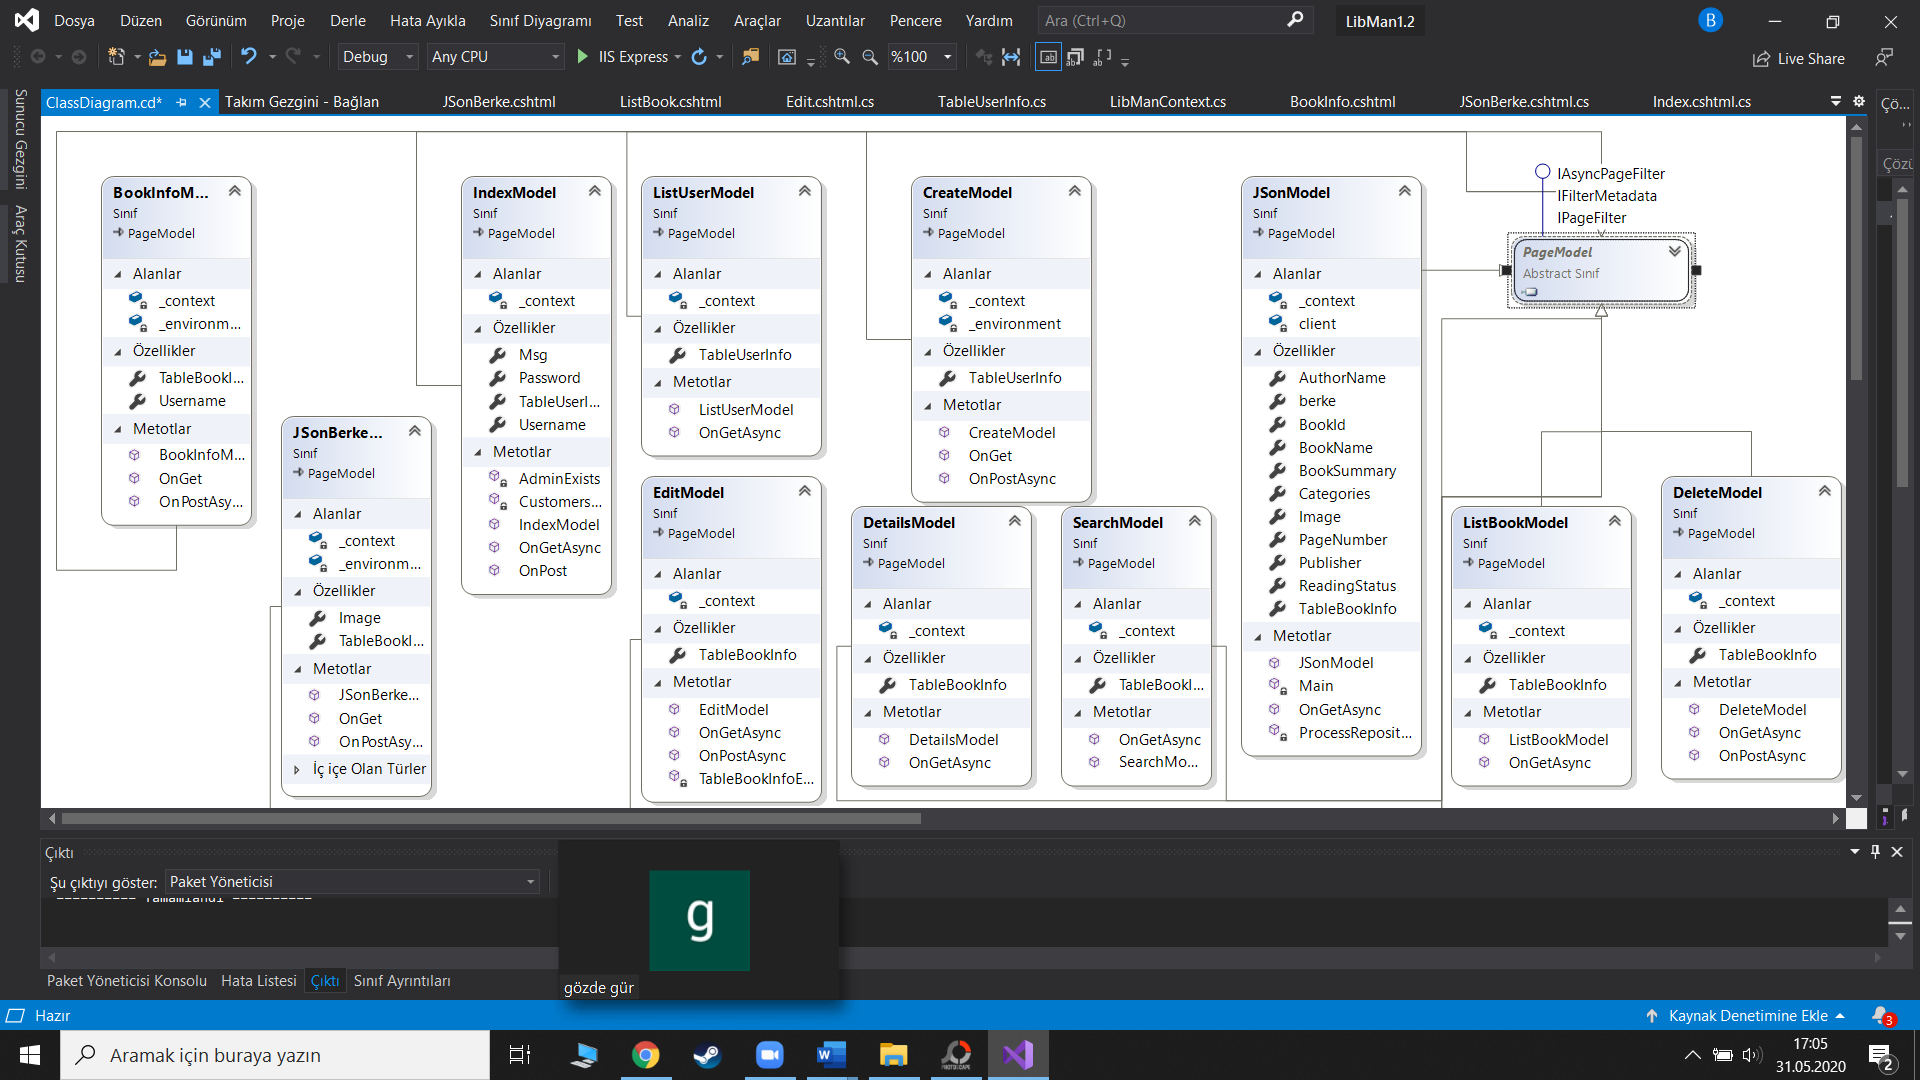 Dosya Düzen Görünüm Proje Derle Hata Ayıkla Sınıf Diyagramı Test Analiz Araçlar Uzantılar Pencere Yardım Ara (Ctrl+Q) LibMan1.2 B
Debug Any CPU IIS Express %100 Live Share
ClassDiagram.cd* Takım Gezgini - Bağlan JSonBerke.cshtml ListBook.cshtml Edit.cshtml.cs TableUserInfo.cs LibManContext.cs BookInfo.cshtml JSonBerke.cshtml.cs Index.cshtml.cs
Sunucu Gezgini
Araç Kutusu
Çö...
BookInfoM...
Sınıf
PageModel
Alanlar
_context
_environm...
Özellikler
TableBookI...
Username
Metotlar
BookInfoM...
OnGet
OnPostAsy...
JSonBerke...
Sınıf
PageModel
Alanlar
_context
_environm...
Özellikler
Image
TableBookI...
Metotlar
JSonBerke...
OnGet
OnPostAsy...
İç içe Olan Türler
IndexModel
Sınıf
PageModel
Alanlar
_context
Özellikler
Msg
Password
TableUserI...
Username
Metotlar
AdminExists
Customers...
IndexModel
OnGetAsync
OnPost
ListUserModel
Sınıf
PageModel
Alanlar
_context
Özellikler
TableUserInfo
Metotlar
ListUserModel
OnGetAsync
EditModel
Sınıf
PageModel
Alanlar
_context
Özellikler
TableBookInfo
Metotlar
EditModel
OnGetAsync
OnPostAsync
TableBookInfoE...
CreateModel
Sınıf
PageModel
Alanlar
_context
_environment
Özellikler
TableUserInfo
Metotlar
CreateModel
OnGet
OnPostAsync
DetailsModel
Sınıf
PageModel
Alanlar
_context
Özellikler
TableBookInfo
Metotlar
DetailsModel
OnGetAsync
SearchModel
Sınıf
PageModel
Alanlar
_context
Özellikler
TableBookI...
Metotlar
OnGetAsync
SearchMo...
JSonModel
Sınıf
PageModel
Alanlar
_context
client
Özellikler
AuthorName
berke
BookId
BookName
BookSummary
Categories
Image
PageNumber
Publisher
ReadingStatus
TableBookInfo
Metotlar
JSonModel
Main
OnGetAsync
ProcessReposit...
IAsyncPageFilter
IFilterMetadata
IPageFilter
PageModel
Abstract Sınıf
ListBookModel
Sınıf
PageModel
Alanlar
_context
Özellikler
TableBookInfo
Metotlar
ListBookModel
OnGetAsync
DeleteModel
Sınıf
PageModel
Alanlar
_context
Özellikler
TableBookInfo
Metotlar
DeleteModel
OnGetAsync
OnPostAsync
Çıktı
Şu çıktıyı göster: Paket Yöneticisi
========== Tamamlandı ==========
g
gözde gür
Paket Yöneticisi Konsolu Hata Listesi Çıktı Sınıf Ayrıntıları
Hazır Kaynak Denetimine Ekle 3
Aramak için buraya yazın
17:05
31.05.2020
2